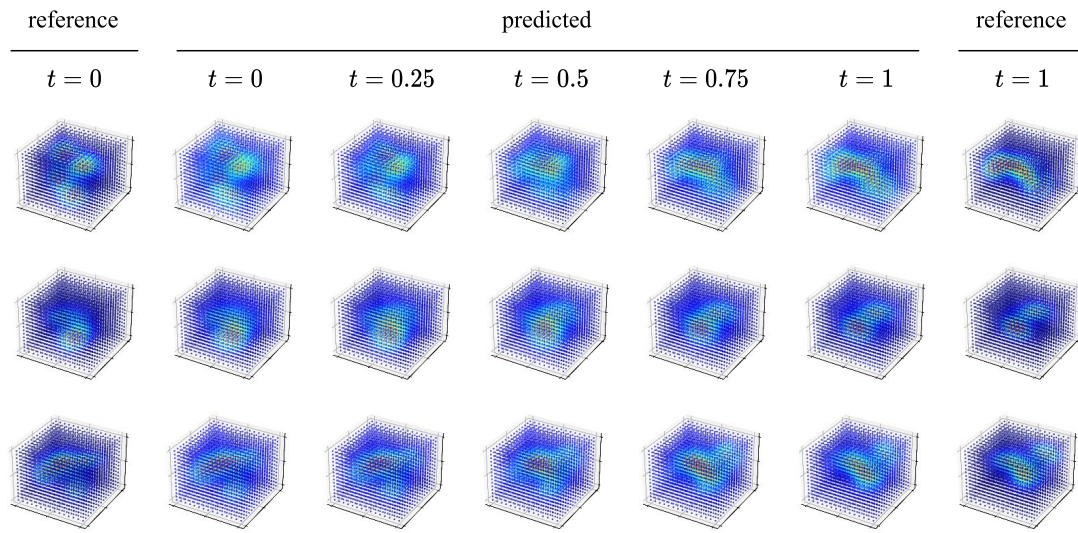 reference predicted reference
t = 0 t = 0 t = 0.25 t = 0.5 t = 0.75 t = 1 t = 1